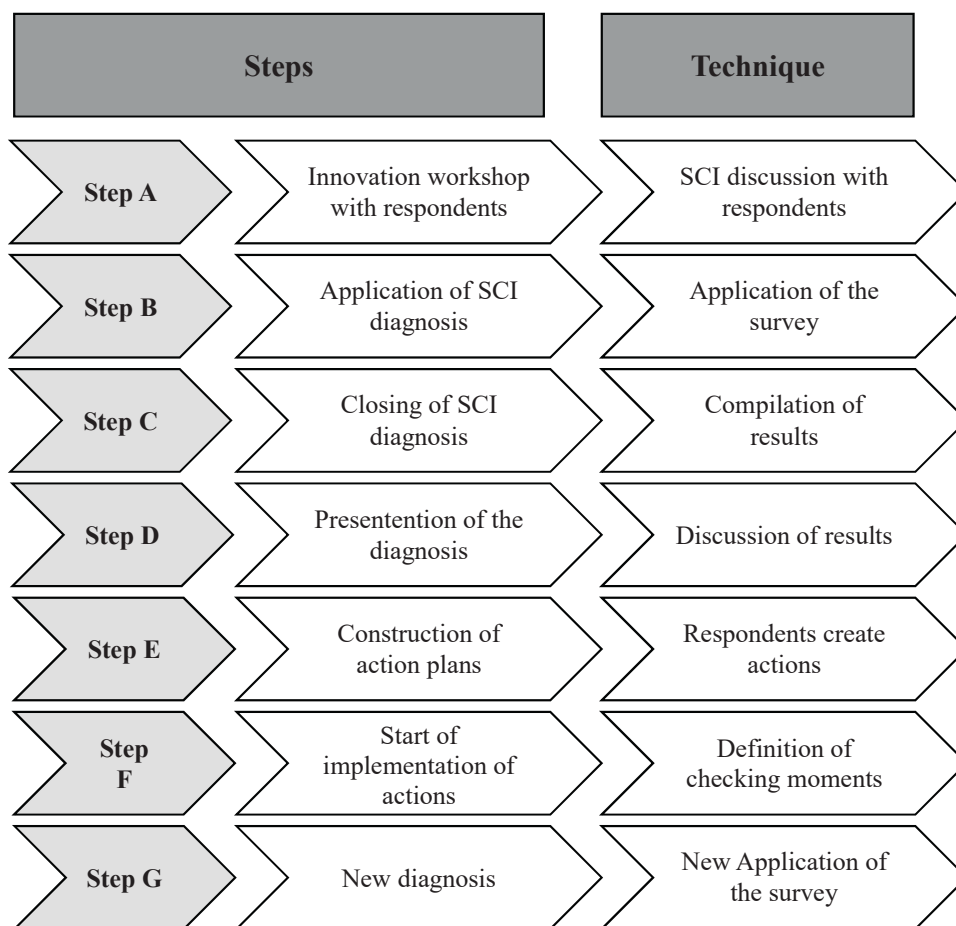 Steps
Technique
Step A
Innovation workshop
with respondents
SCI discussion with
respondents
Step B
Application of SCI
diagnosis
Application of the
survey
Step C
Closing of SCI
diagnosis
Compilation of
results
Step D
Presentention of the
diagnosis
Discussion of results
Step E
Construction of
action plans
Respondents create
actions
Step
F
Start of
implementation of
actions
Definition of
checking moments
Step G
New diagnosis
New Application of
the survey